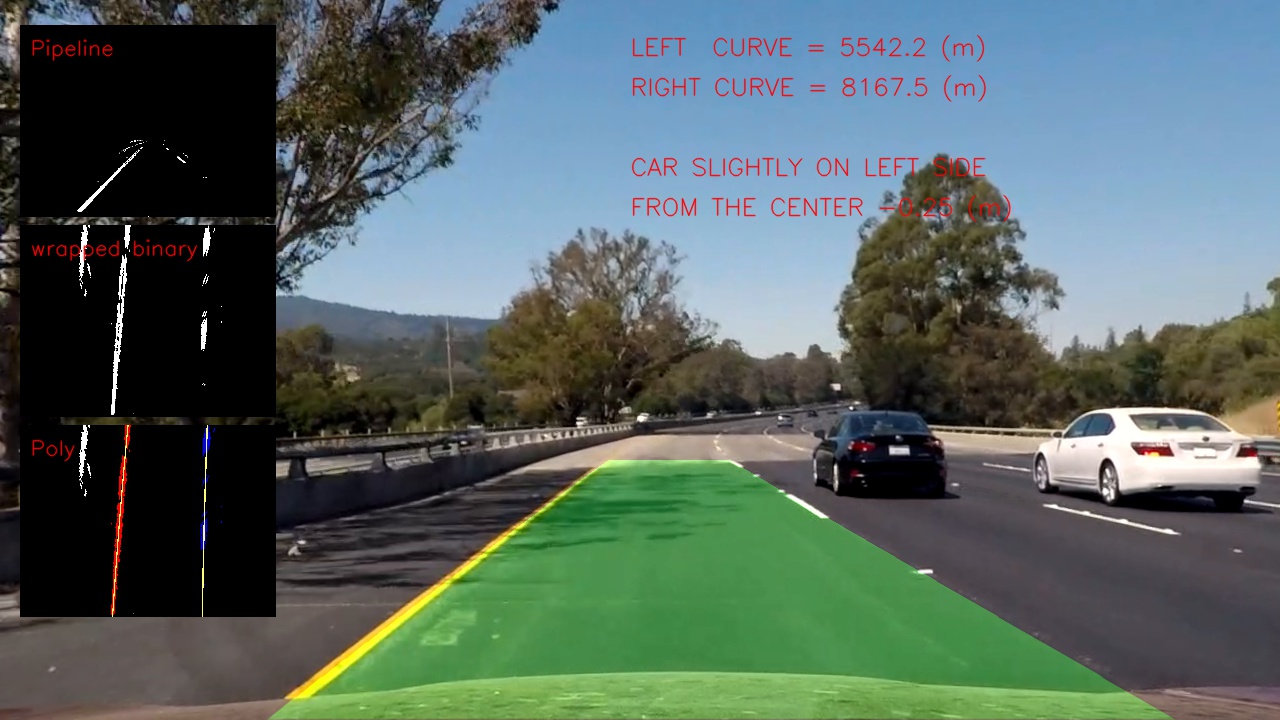 Pipeline
wrapped binary
Poly
LEFT CURVE = 5542.2 (m)
RIGHT CURVE = 8167.5 (m)
CAR SLIGHTLY ON LEFT SIDE
FROM THE CENTER -0.25 (m)